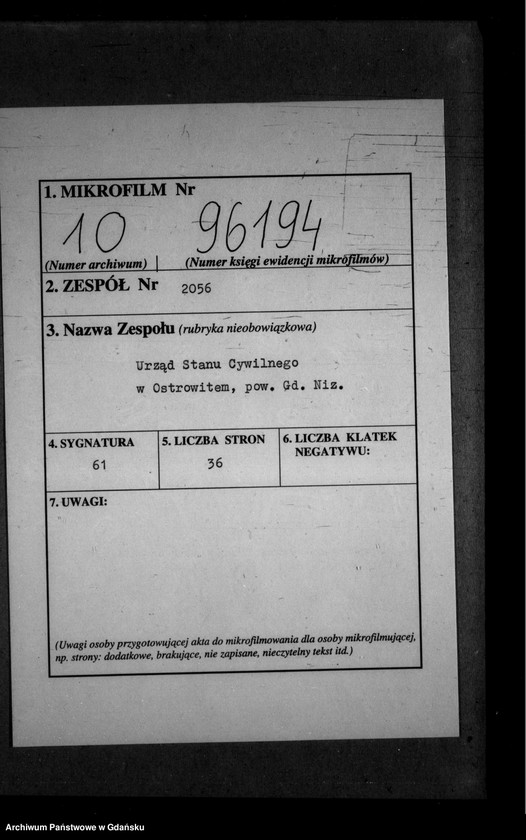 1. MIKROFILM Nr
10 96194
(Numer archiwum) (Numer księgi ewidencji mikrofilmów)
2. ZESPÓŁ Nr 2056
3. Nazwa Zespołu (rubryka nieobowiązkowa)
Urząd Stanu Cywilnego
w Ostrowitem, pow. Gd. Niz.
4. SYGNATURA 5. LICZBA STRON 6. LICZBA KLATEK
NEGATYWU:
61 36
7. UWAGI:
(Uwagi osoby przygotowującej akta do mikrofilmowania dla osoby mikrofilmującej,
np. strony: dodatkowe, brakujące, nie zapisane, nieczytelny tekst itd.)
Archiwum Państwowe w Gdańsku